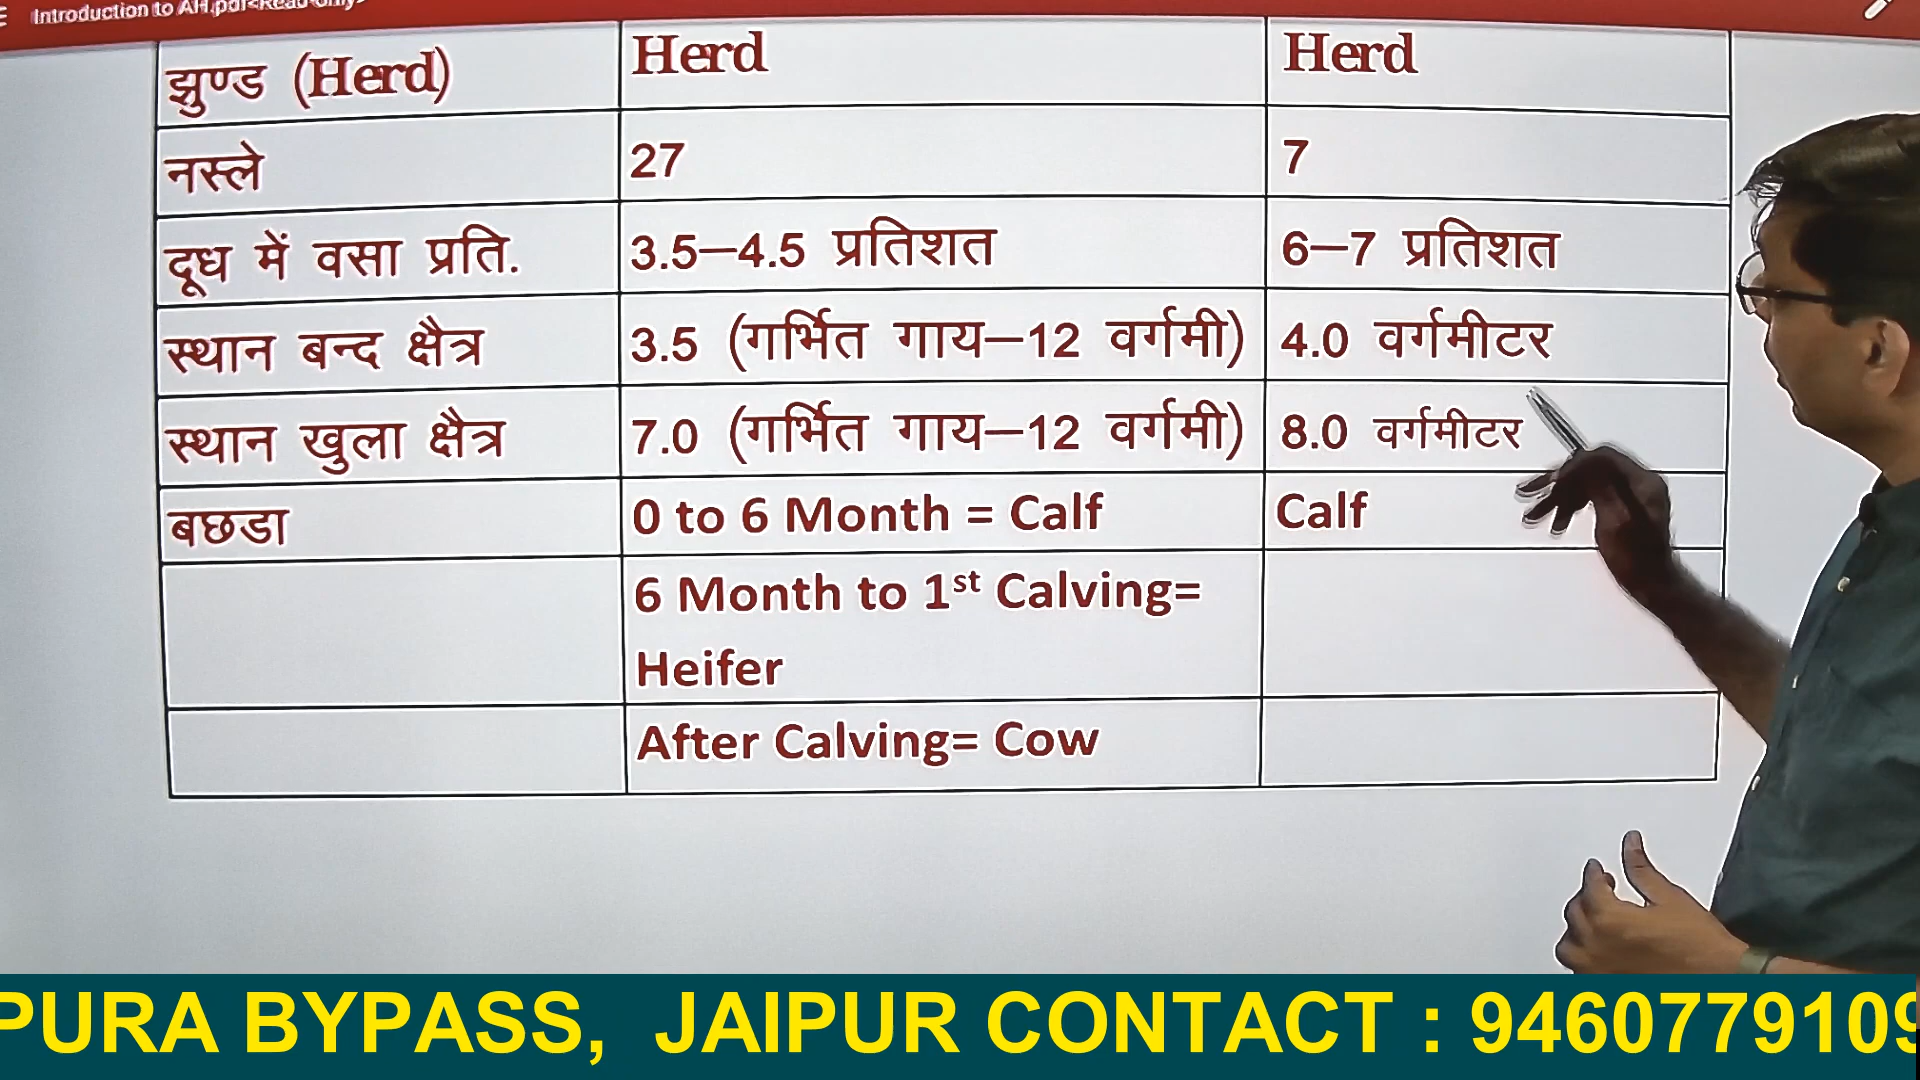 Introduction to AH.pdf<Read-only>
झुण्ड (Herd) Herd Herd
नस्ले 27 7
दूध में वसा प्रति. 3.5–4.5 प्रतिशत 6–7 प्रतिशत
स्थान बन्द क्षैत्र 3.5 (गर्भित गाय–12 वर्गमी) 4.0 वर्गमीटर
स्थान खुला क्षैत्र 7.0 (गर्भित गाय–12 वर्गमी) 8.0 वर्गमीटर
बछडा 0 to 6 Month = Calf Calf
6 Month to 1st Calving=
Heifer
After Calving= Cow
PURA BYPASS, JAIPUR CONTACT : 9460779109